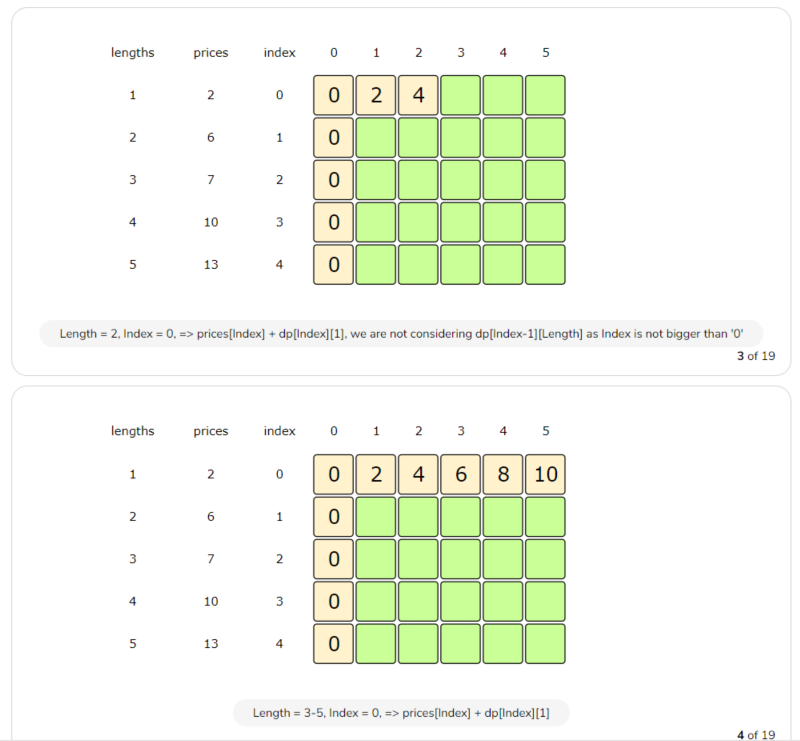 lengths prices index 0 1 2 3 4 5
1 2 0 0 2 4
2 6 1 0
3 7 2 0
4 10 3 0
5 13 4 0
Length = 2, Index = 0, => prices[Index] + dp[Index][1], we are not considering dp[Index-1][Length] as Index is not bigger than '0'
3 of 19
lengths prices index 0 1 2 3 4 5
1 2 0 0 2 4 6 8 10
2 6 1 0
3 7 2 0
4 10 3 0
5 13 4 0
Length = 3-5, Index = 0, => prices[Index] + dp[Index][1]
4 of 19